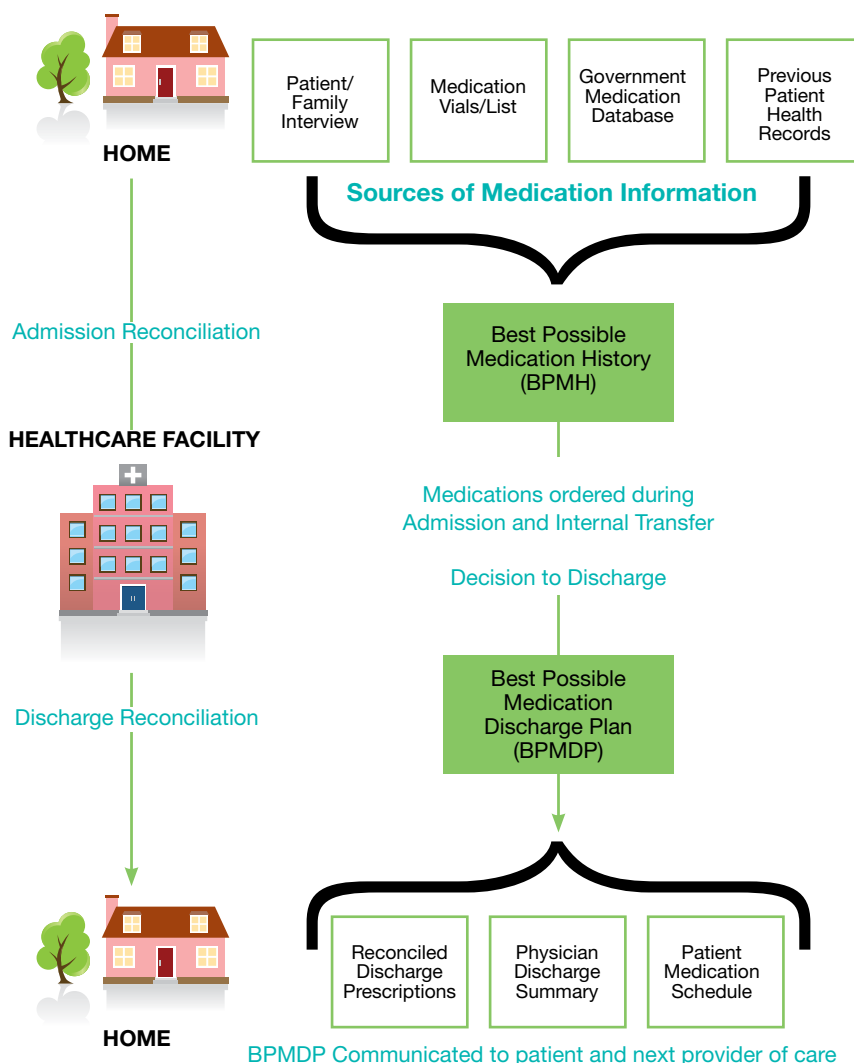 HOME
Patient/
Family
Interview
Medication
Vials/List
Government
Medication
Database
Previous
Patient
Health
Records
Sources of Medication Information
Admission Reconciliation
Best Possible
Medication History
(BPMH)
HEALTHCARE FACILITY
Medications ordered during
Admission and Internal Transfer
Decision to Discharge
Discharge Reconciliation
Best Possible
Medication
Discharge Plan
(BPMDP)
Reconciled
Discharge
Prescriptions
Physician
Discharge
Summary
Patient
Medication
Schedule
HOME
BPMDP Communicated to patient and next provider of care